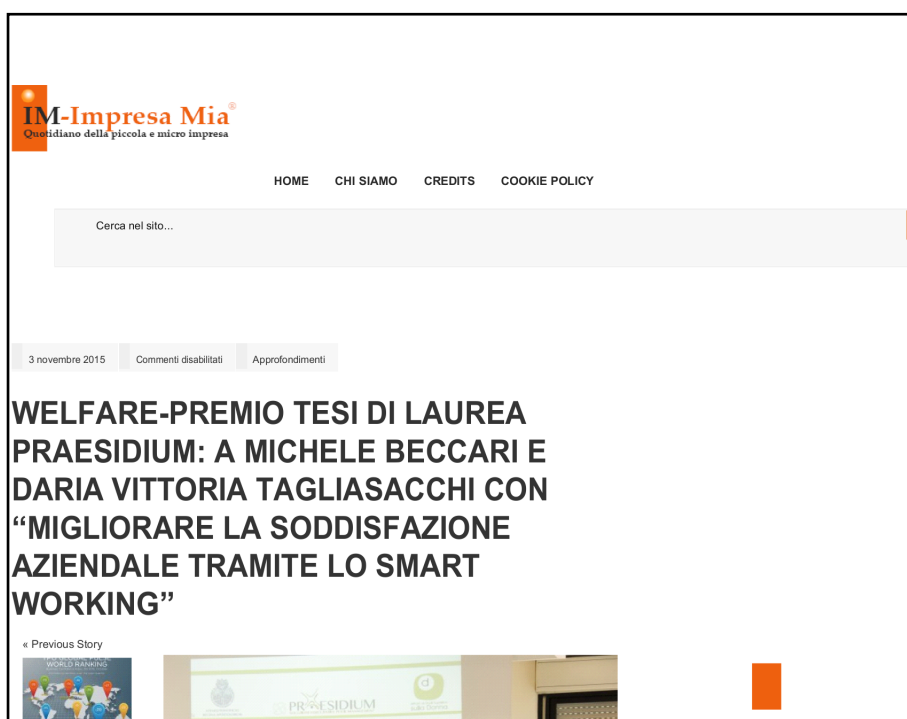 IM-Impresa Mia®
Quotidiano della piccola e micro impresa
HOME CHI SIAMO CREDITS COOKIE POLICY
Cerca nel sito...
3 novembre 2015 Commenti disabilitati Approfondimenti
WELFARE-PREMIO TESI DI LAUREA
PRAESIDIUM: A MICHELE BECCARI E
DARIA VITTORIA TAGLIASACCHI CON
“MIGLIORARE LA SODDISFAZIONE
AZIENDALE TRAMITE LO SMART
WORKING”
« Previous Story
WORLD RANKING
PRAESIDIUM